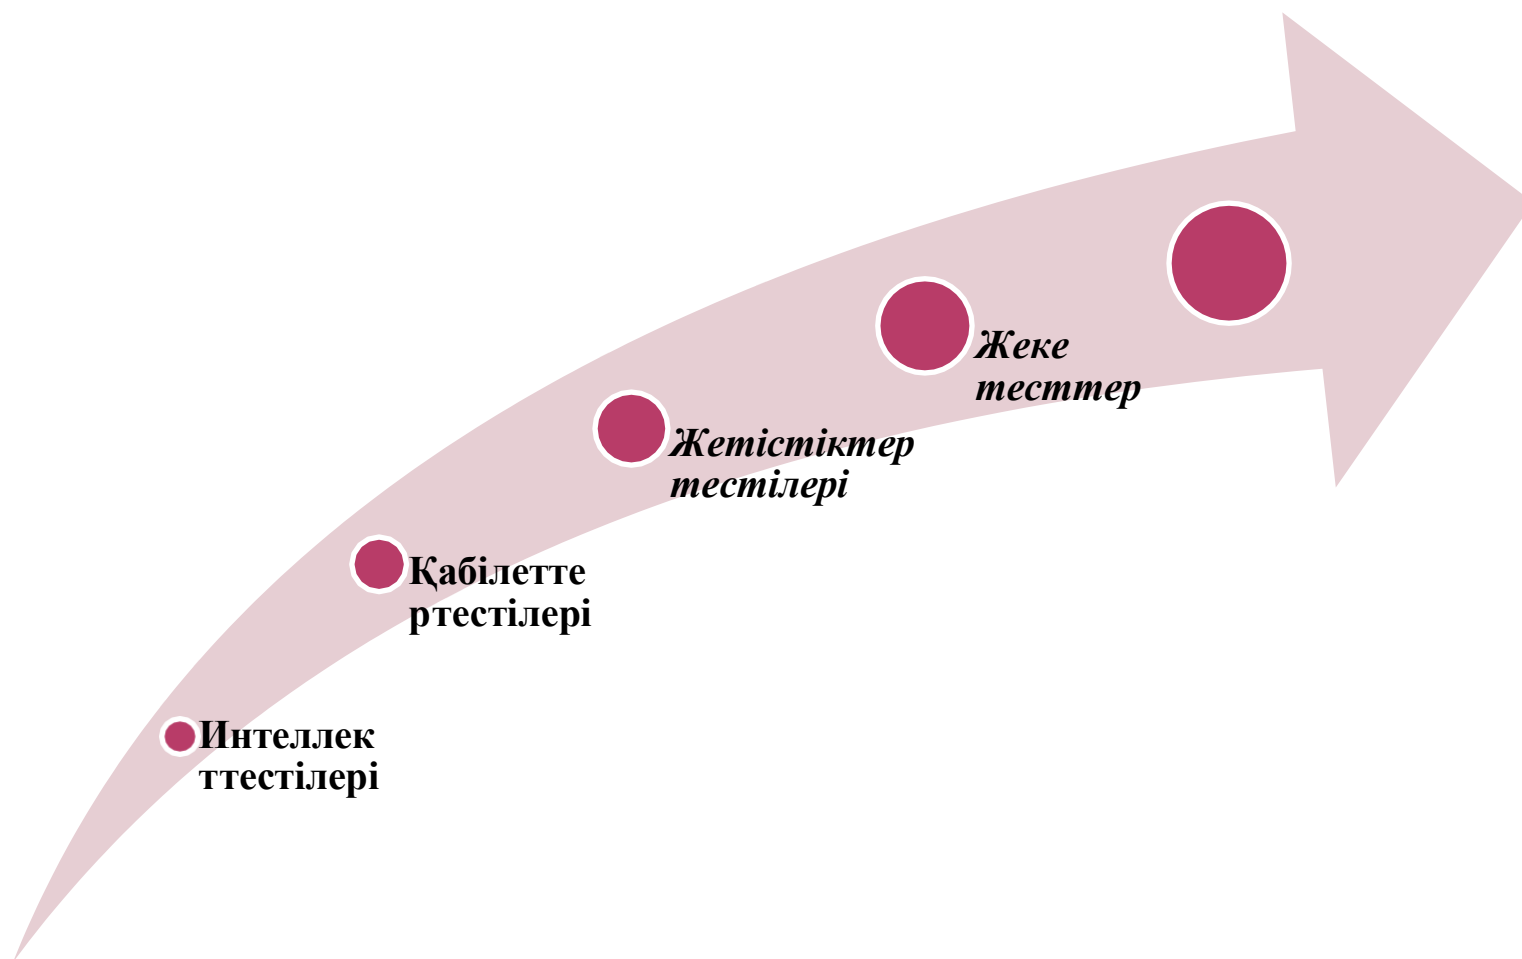 Жеке
тесттер
Жетістіктер
тестілері
Қабілетте
ртестілері
Интеллек
ттестілері